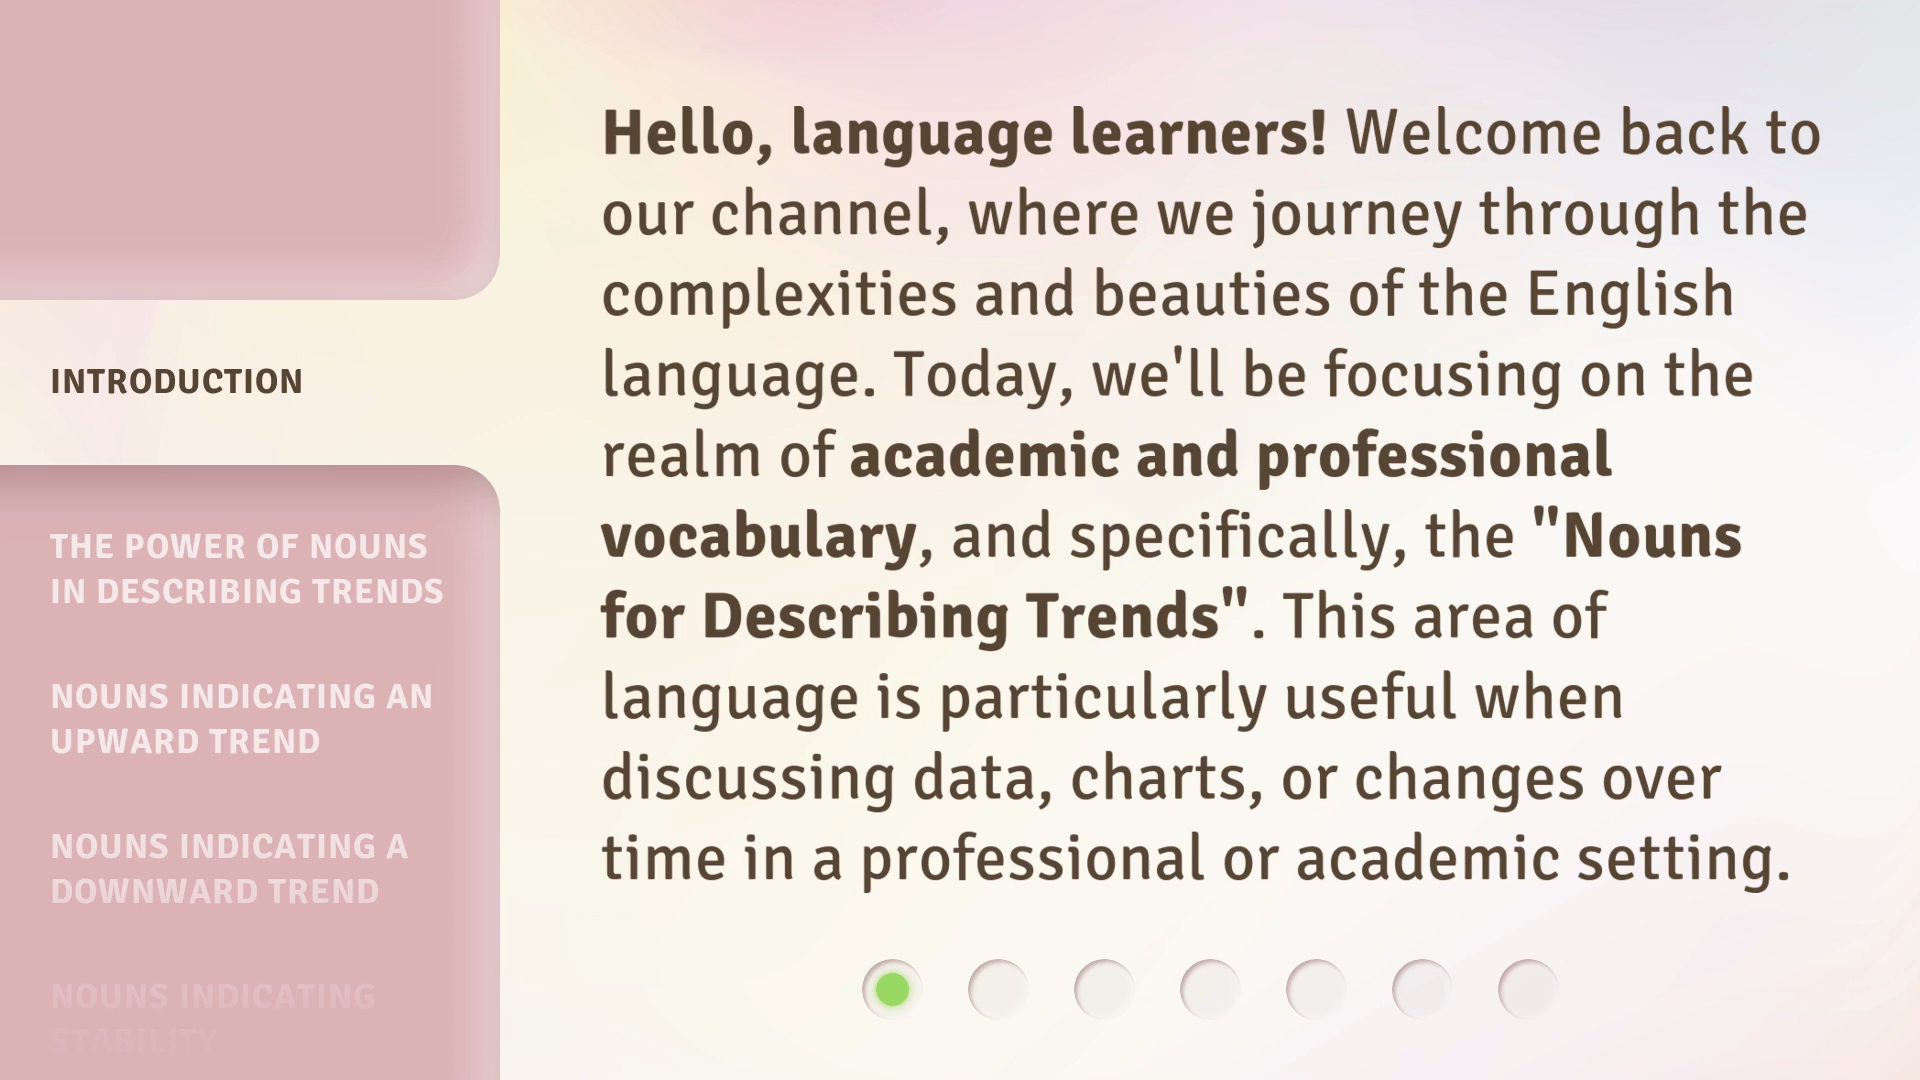 INTRODUCTION
THE POWER OF NOUNS
IN DESCRIBING TRENDS
NOUNS INDICATING AN
UPWARD TREND
NOUNS INDICATING A
DOWNWARD TREND
NOUNS INDICATING
STABILITY
Hello, language learners! Welcome back to
our channel, where we journey through the
complexities and beauties of the English
language. Today, we'll be focusing on the
realm of academic and professional
vocabulary, and specifically, the "Nouns
for Describing Trends". This area of
language is particularly useful when
discussing data, charts, or changes over
time in a professional or academic setting.